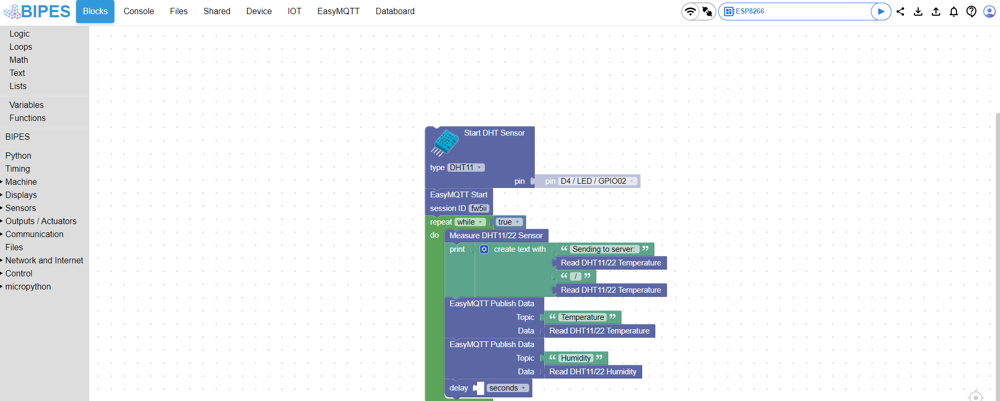 BIPES Blocks Console Files Shared Device IOT EasyMQTT Databoard ESP8266
Logic
Loops
Math
Text
Lists
Variables
Functions
BIPES
Python
Timing
Machine
Displays
Sensors
Outputs / Actuators
Communication
Files
Network and Internet
Control
micropython
Start DHT Sensor
type DHT11
pin pin D4 / LED / GPIO02
EasyMQTT Start
session ID fw5ii
repeat while true
do Measure DHT11/22 Sensor
print create text with “ Sending to server: ”
Read DHT11/22 Temperature
“ / ”
Read DHT11/22 Temperature
EasyMQTT Publish Data
Topic “ Temperature ”
Data Read DHT11/22 Temperature
EasyMQTT Publish Data
Topic “ Humidity ”
Data Read DHT11/22 Humidity
delay seconds